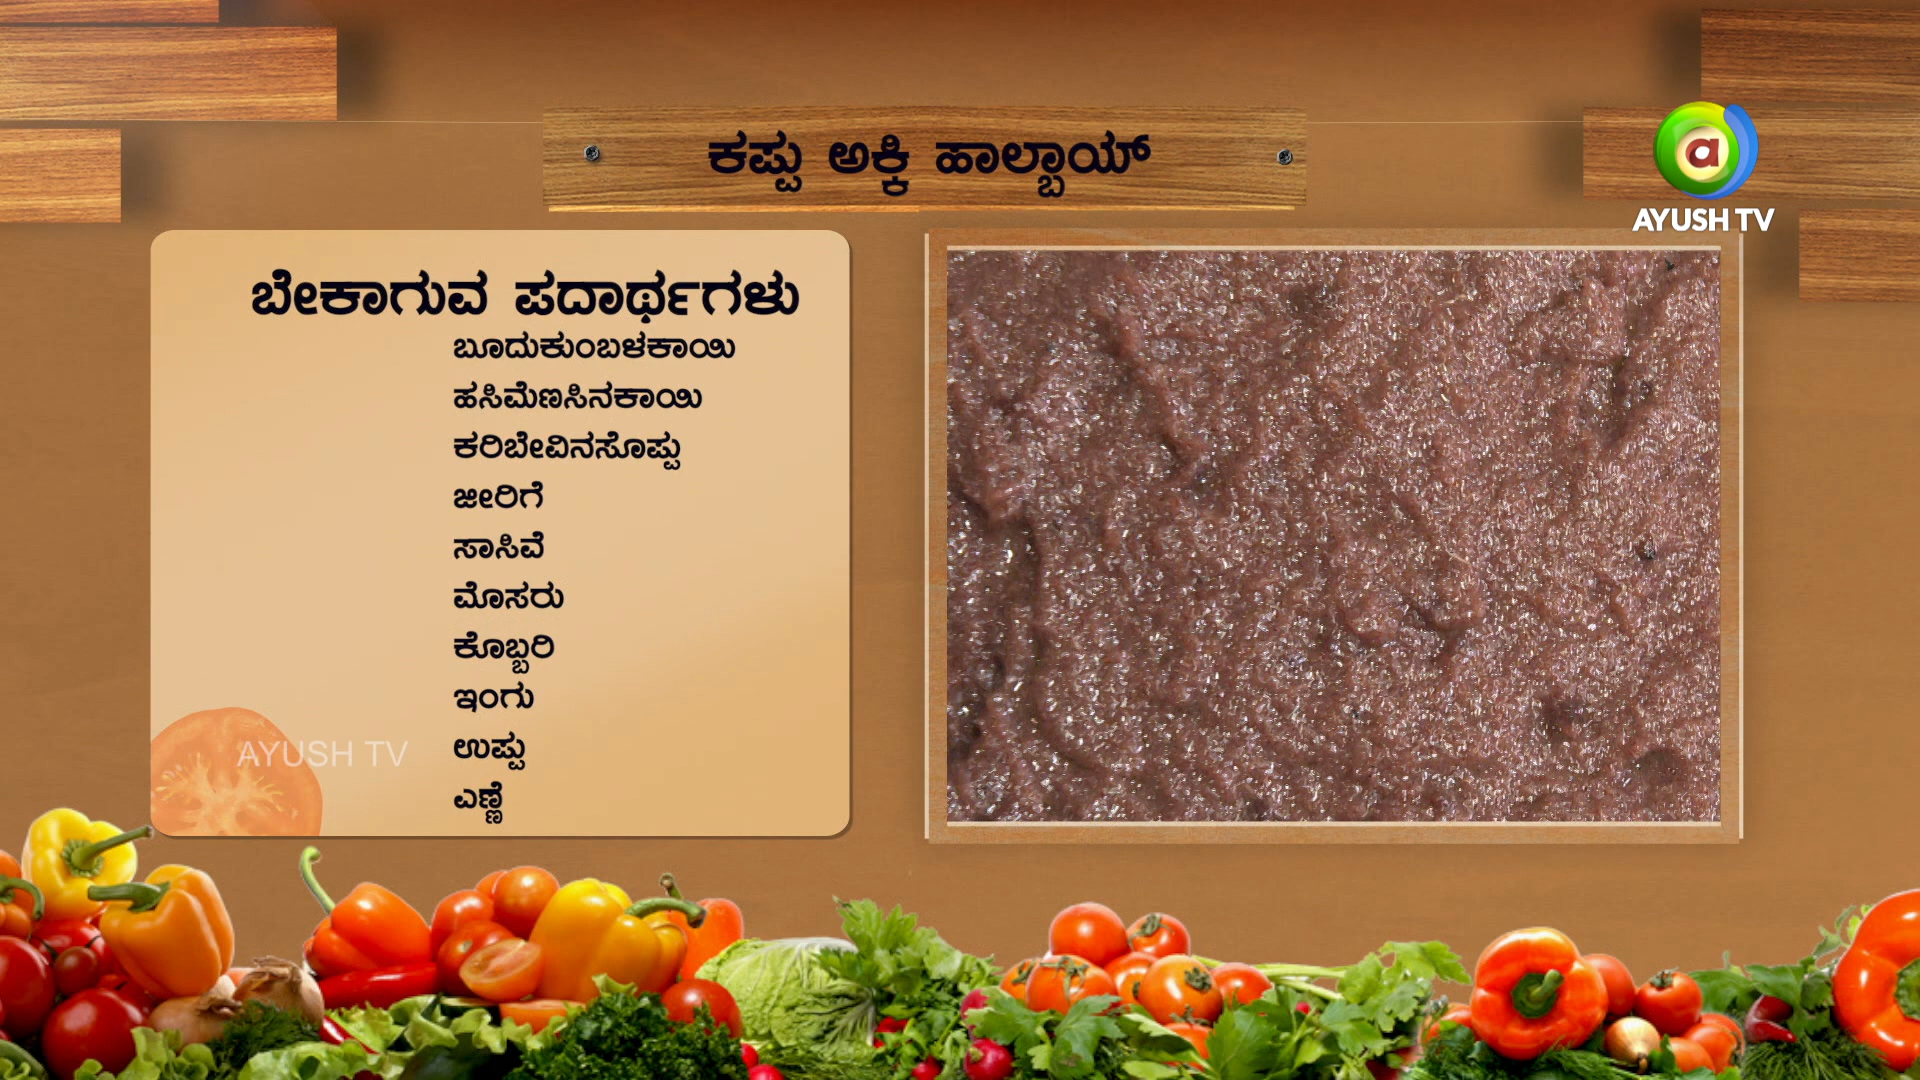 ಕಪ್ಪು ಅಕ್ಕಿ ಹಾಲ್ಬಾಯ್
AYUSH TV
ಬೇಕಾಗುವ ಪದಾರ್ಥಗಳು
ಬೂದುಕುಂಬಳಕಾಯಿ
ಹಸಿಮೆಣಸಿನಕಾಯಿ
ಕರಿಬೇವಿನಸೊಪ್ಪು
ಜೀರಿಗೆ
ಸಾಸಿವೆ
ಮೊಸರು
ಕೊಬ್ಬರಿ
ಇಂಗು
ಉಪ್ಪು
ಎಣ್ಣೆ
AYUSH TV